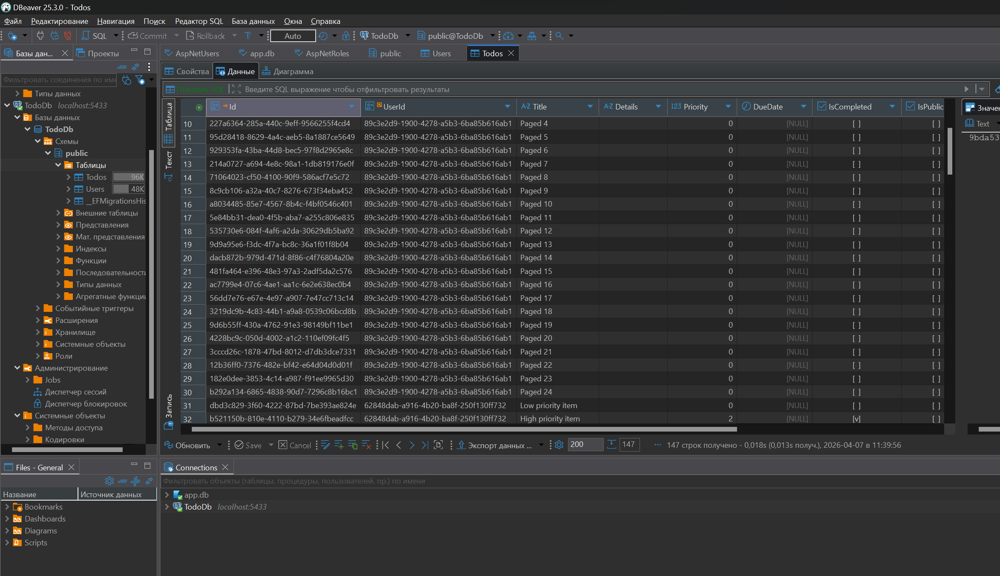 DBeaver 25.3.0 - Todos
Файл Редактирование Навигация Поиск Редактор SQL База данных Окна Справка
SQL Commit Rollback Auto TodoDb public@TodoDb
Базы дан... Проекты
Фильтровать соединения по име
Типы данных
TodoDb localhost:5433
Базы данных
TodoDb
Схемы
public
Таблицы
Todos 96K
Users 48K
__EFMigrationsHis
Внешние таблицы
Представления
Мат. представления
Индексы
Функции
Последовательности
Типы данных
Агрегатные функции
Событийные триггеры
Расширения
Хранилище
Системные объекты
Роли
Администрирование
Jobs
Диспетчер сессий
Диспетчер блокировок
Системные объекты
Методы доступа
Кодировки
AspNetUsers app.db AspNetRoles public Users Todos
Свойства Данные Диаграмма
Показать SQL Введите SQL выражение чтобы отфильтровать результаты
Таблица
Текст
Запись
Id UserId A-Z Title A-Z Details 123 Priority DueDate IsCompleted IsPublic
10 227a6364-285a-440c-9eff-9566255f4cd4 89c3e2d9-1900-4278-a5b3-6ba85b616ab1 Paged 4 0 [NULL] [ ] [ ]
11 95d28418-8629-4a4c-aeb5-8a1887ce5649 89c3e2d9-1900-4278-a5b3-6ba85b616ab1 Paged 5 0 [NULL] [ ] [ ]
12 929353fa-43ba-44d8-bec5-97f8d2965e8c 89c3e2d9-1900-4278-a5b3-6ba85b616ab1 Paged 6 0 [NULL] [ ] [ ]
13 214a0727-a694-4e8c-98a1-1db819176e0f 89c3e2d9-1900-4278-a5b3-6ba85b616ab1 Paged 7 0 [NULL] [ ] [ ]
14 71064023-cf50-4100-90f9-586acf7e5c72 89c3e2d9-1900-4278-a5b3-6ba85b616ab1 Paged 8 0 [NULL] [ ] [ ]
15 8c9cb106-a32a-40c7-8276-673f34eba452 89c3e2d9-1900-4278-a5b3-6ba85b616ab1 Paged 9 0 [NULL] [ ] [ ]
16 a8034485-85e7-4567-8b4c-f4bf0546c401 89c3e2d9-1900-4278-a5b3-6ba85b616ab1 Paged 10 0 [NULL] [ ] [ ]
17 5e84bb31-dea0-4f5b-aba7-a255c806e835 89c3e2d9-1900-4278-a5b3-6ba85b616ab1 Paged 11 0 [NULL] [ ] [ ]
18 535730e6-084f-4af6-a2da-30629db5ba92 89c3e2d9-1900-4278-a5b3-6ba85b616ab1 Paged 12 0 [NULL] [ ] [ ]
19 9d9a95e6-f3dc-4f7a-bc8c-36a1f01f8b04 89c3e2d9-1900-4278-a5b3-6ba85b616ab1 Paged 13 0 [NULL] [ ] [ ]
20 dacb872b-979d-471d-8f86-c4f76804a20e 89c3e2d9-1900-4278-a5b3-6ba85b616ab1 Paged 14 0 [NULL] [ ] [ ]
21 481fa464-e396-48e3-97a3-2adf5da2c576 89c3e2d9-1900-4278-a5b3-6ba85b616ab1 Paged 15 0 [NULL] [ ] [ ]
22 ac7799e4-07c6-4ae1-aa1c-6e2e638ec0b4 89c3e2d9-1900-4278-a5b3-6ba85b616ab1 Paged 16 0 [NULL] [ ] [ ]
23 56dd7e76-e67e-4e97-a907-7e47cc713c14 89c3e2d9-1900-4278-a5b3-6ba85b616ab1 Paged 17 0 [NULL] [ ] [ ]
24 3219dc9b-4c83-44b1-a9a8-0539c06bcd8b 89c3e2d9-1900-4278-a5b3-6ba85b616ab1 Paged 18 0 [NULL] [ ] [ ]
25 9d6b55ff-430a-4762-91e3-98149bf11be1 89c3e2d9-1900-4278-a5b3-6ba85b616ab1 Paged 19 0 [NULL] [ ] [ ]
26 4228bc9c-050d-4002-a1c2-110ef09fc4f5 89c3e2d9-1900-4278-a5b3-6ba85b616ab1 Paged 20 0 [NULL] [ ] [ ]
27 3cccd26c-1878-47bd-8012-d7db3dce7331 89c3e2d9-1900-4278-a5b3-6ba85b616ab1 Paged 21 0 [NULL] [ ] [ ]
28 12b36ff0-7376-482e-bf42-e64d04d0d01f 89c3e2d9-1900-4278-a5b3-6ba85b616ab1 Paged 22 0 [NULL] [ ] [ ]
29 182e0dee-3853-4c14-a987-f91ee9965d30 89c3e2d9-1900-4278-a5b3-6ba85b616ab1 Paged 23 0 [NULL] [ ] [ ]
30 b292a134-6865-4838-90d7-7296c8b16bc1 89c3e2d9-1900-4278-a5b3-6ba85b616ab1 Paged 24 0 [NULL] [ ] [ ]
31 dbd3c829-3f60-4222-87bd-7be393ae824e 62848dab-a916-4b20-ba8f-250f130ff732 Low priority item 0 [NULL] [ ] [ ]
32 b521150b-810e-4110-b279-34e6fbeadfcc 62848dab-a916-4b20-ba8f-250f130ff732 High priority item 2 [NULL] [v] [ ]
Значен
Text
9bda53
Обновить Save Cancel Экспорт данных ... 200 147 147 строк получено - 0,018s (0,013s получ.), 2026-04-07 в 11:39:56
Files - General
Название Источник данных
Bookmarks
Dashboards
Diagrams
Scripts
Connections
Фильтровать объекты (таблицы, процедуры, пользователей, пр.) по имени
app.db
TodoDb localhost:5433